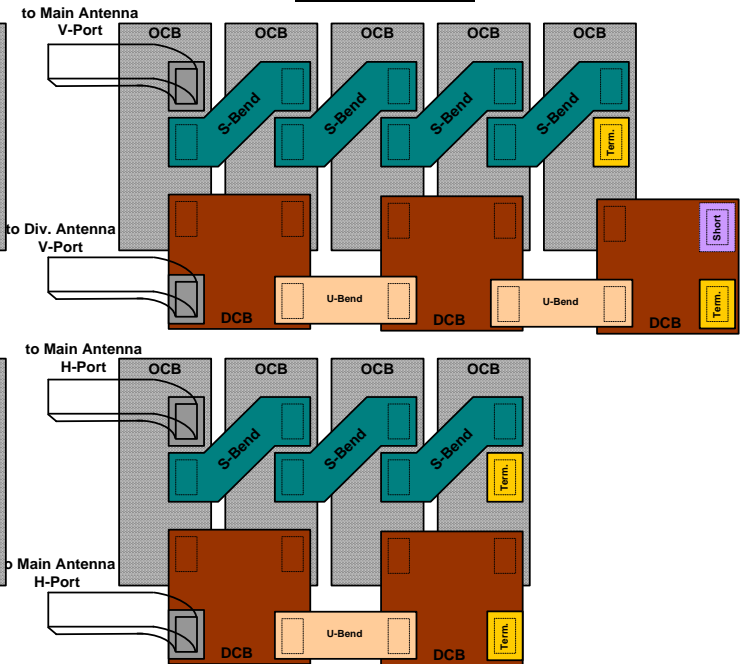 to Main Antenna
V-Port
OCB OCB OCB OCB OCB
S-Bend S-Bend S-Bend S-Bend
Term.
to Div. Antenna
V-Port
Short
U-Bend U-Bend
Term.
DCB DCB DCB
to Main Antenna
H-Port
OCB OCB OCB OCB
S-Bend S-Bend S-Bend
Term.
o Main Antenna
H-Port
U-Bend
Term.
DCB DCB